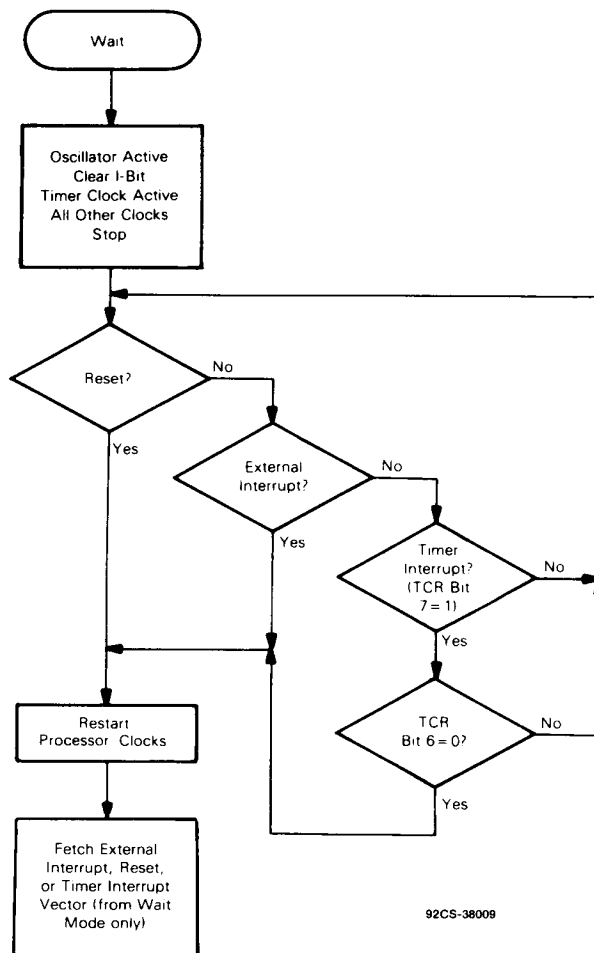 Wait
Oscillator Active
Clear I-Bit
Timer Clock Active
All Other Clocks
Stop
Reset?
No
Yes
External
Interrupt?
No
Yes
Timer
Interrupt?
(TCR Bit
7=1)
No
Yes
TCR
Bit 6=0?
No
Yes
Restart
Processor Clocks
Fetch External
Interrupt, Reset,
or Timer Interrupt
Vector (from Wait
Mode only)
92CS-38009